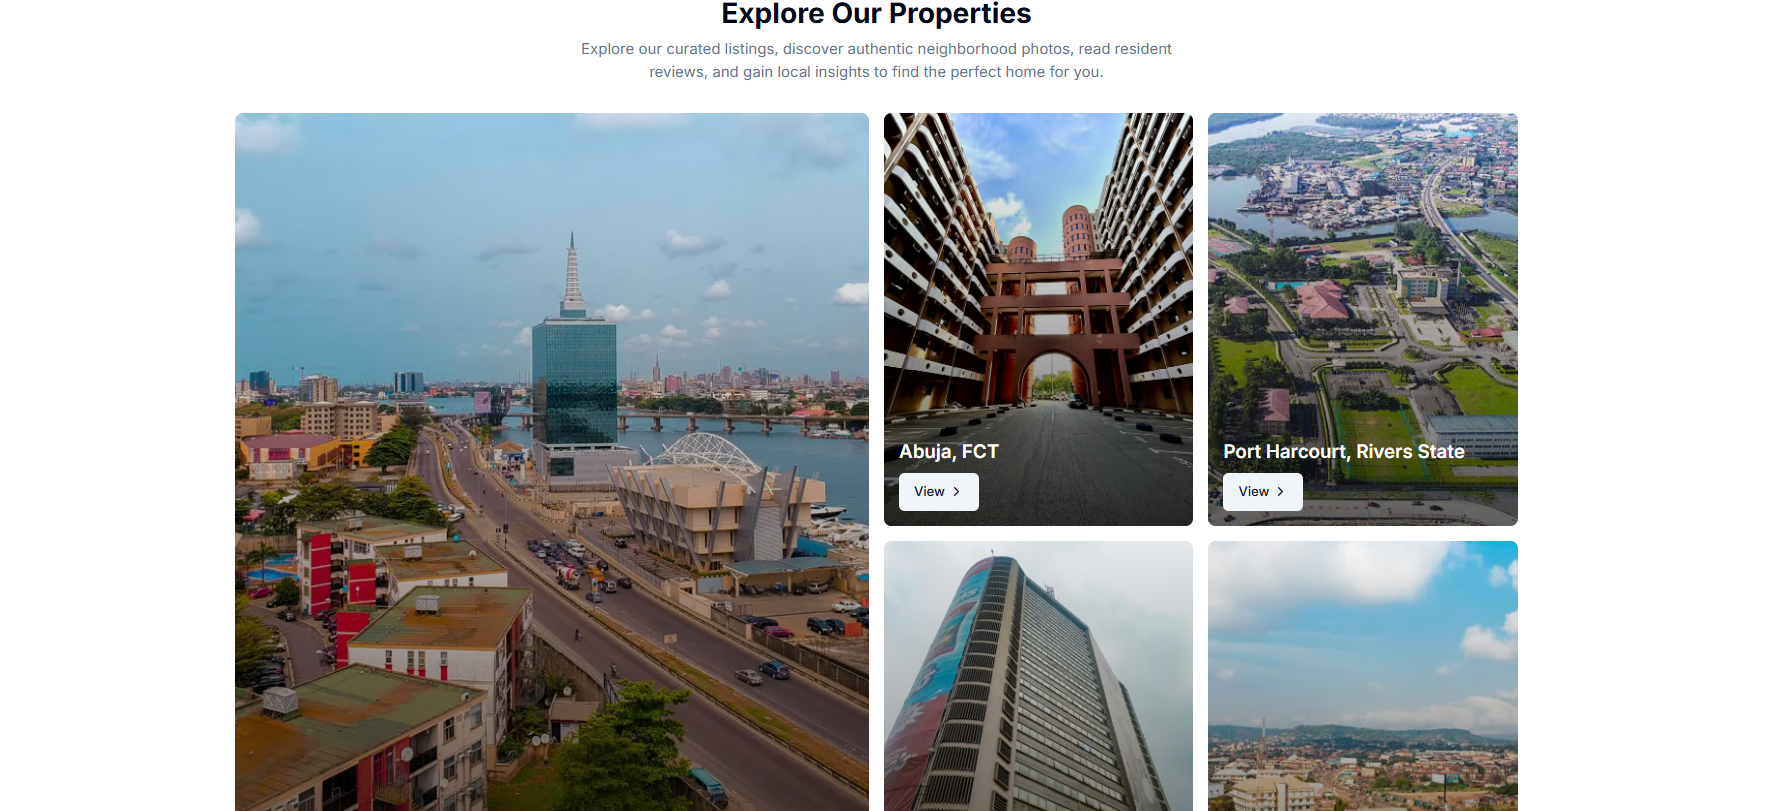 Explore Our Properties
Explore our curated listings, discover authentic neighborhood photos, read resident
reviews, and gain local insights to find the perfect home for you.
Abuja, FCT
View
Port Harcourt, Rivers State
View